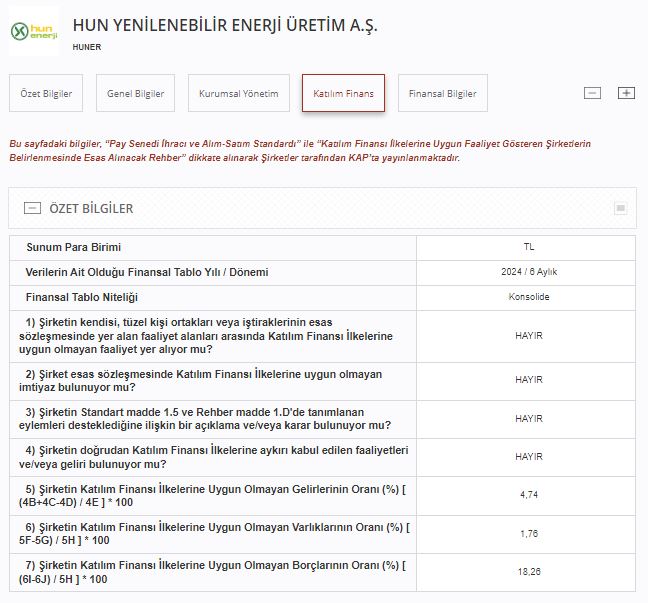 hun
enerji
HUN YENİLENEBİLİR ENERJİ ÜRETİM A.Ş.
HUNER
Özet Bilgiler
Genel Bilgiler
Kurumsal Yönetim
Katılım Finans
Finansal Bilgiler
Bu sayfadaki bilgiler, "Pay Senedi İhracı ve Alım-Satım Standardı" ile "Katılım Finansı İlkelerine Uygun Faaliyet Gösteren Şirketlerin
Belirlenmesinde Esas Alınacak Rehber" dikkate alınarak Şirketler tarafından KAP'ta yayınlanmaktadır.
ÖZET BİLGİLER
Sunum Para Birimi
TL
Verilerin Ait Olduğu Finansal Tablo Yılı / Dönemi
2024 / 6 Aylık
Finansal Tablo Niteliği
Konsolide
1) Şirketin kendisi, tüzel kişi ortakları veya iştiraklerinin esas
sözleşmesinde yer alan faaliyet alanları arasında Katılım Finansı İlkelerine
uygun olmayan faaliyet yer alıyor mu?
HAYIR
2) Şirket esas sözleşmesinde Katılım Finansı İlkelerine uygun olmayan
imtiyaz bulunuyor mu?
HAYIR
3) Şirketin Standart madde 1.5 ve Rehber madde 1.D'de tanımlanan
eylemleri desteklediğine ilişkin bir açıklama ve/veya karar bulunuyor mu?
HAYIR
4) Şirketin doğrudan Katılım Finansı İlkelerine aykırı kabul edilen faaliyetleri
ve/veya geliri bulunuyor mu?
HAYIR
5) Şirketin Katılım Finansı İlkelerine Uygun Olmayan Gelirlerinin Oranı (%) [
(4B+4C-4D) / 4E ] * 100
4,74
6) Şirketin Katılım Finansı İlkelerine Uygun Olmayan Varlıklarının Oranı (%) [
5F-5G) / 5H ] * 100
1,76
7) Şirketin Katılım Finansı İlkelerine Uygun Olmayan Borçlarının Oranı (%) [
(6I-6J) / 5H ] * 100
18,26